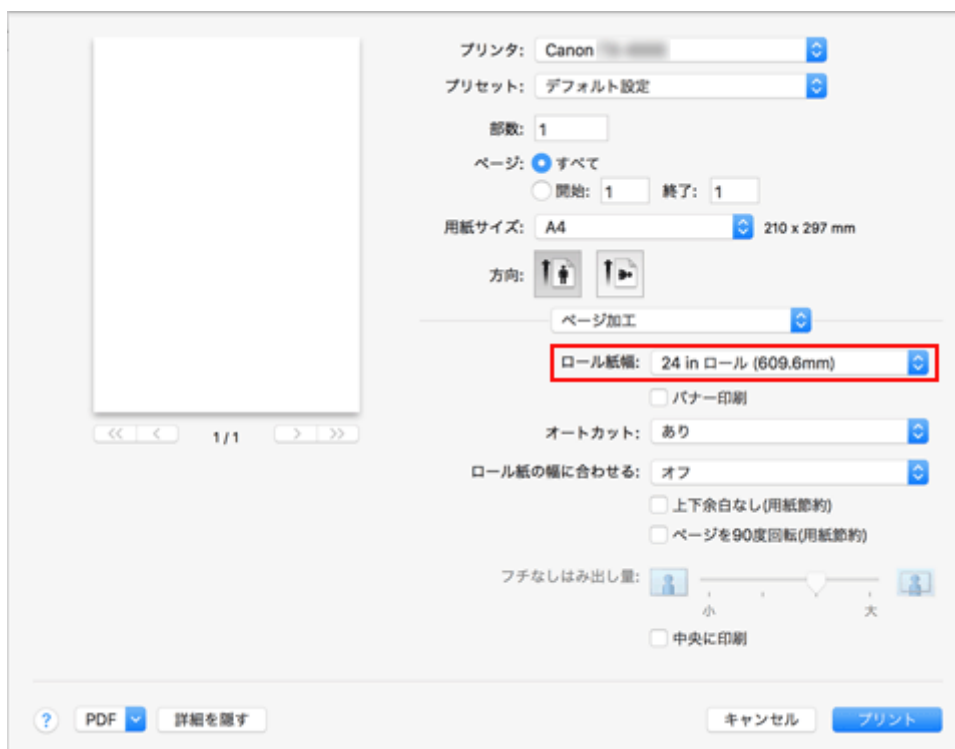 プリンタ: Canon
プリセット: デフォルト設定
部数: 1
ページ: すべて
開始: 1 終了: 1
用紙サイズ: A4 210 x 297 mm
方向:
ページ加工
ロール紙幅: 24 in ロール (609.6mm)
バナー印刷
1 / 1
オートカット: あり
ロール紙の幅に合わせる: オフ
上下余白なし(用紙節約)
ページを90度回転(用紙節約)
フチなしはみ出し量:
小 大
中央に印刷
? PDF 詳細を隠す キャンセル プリント